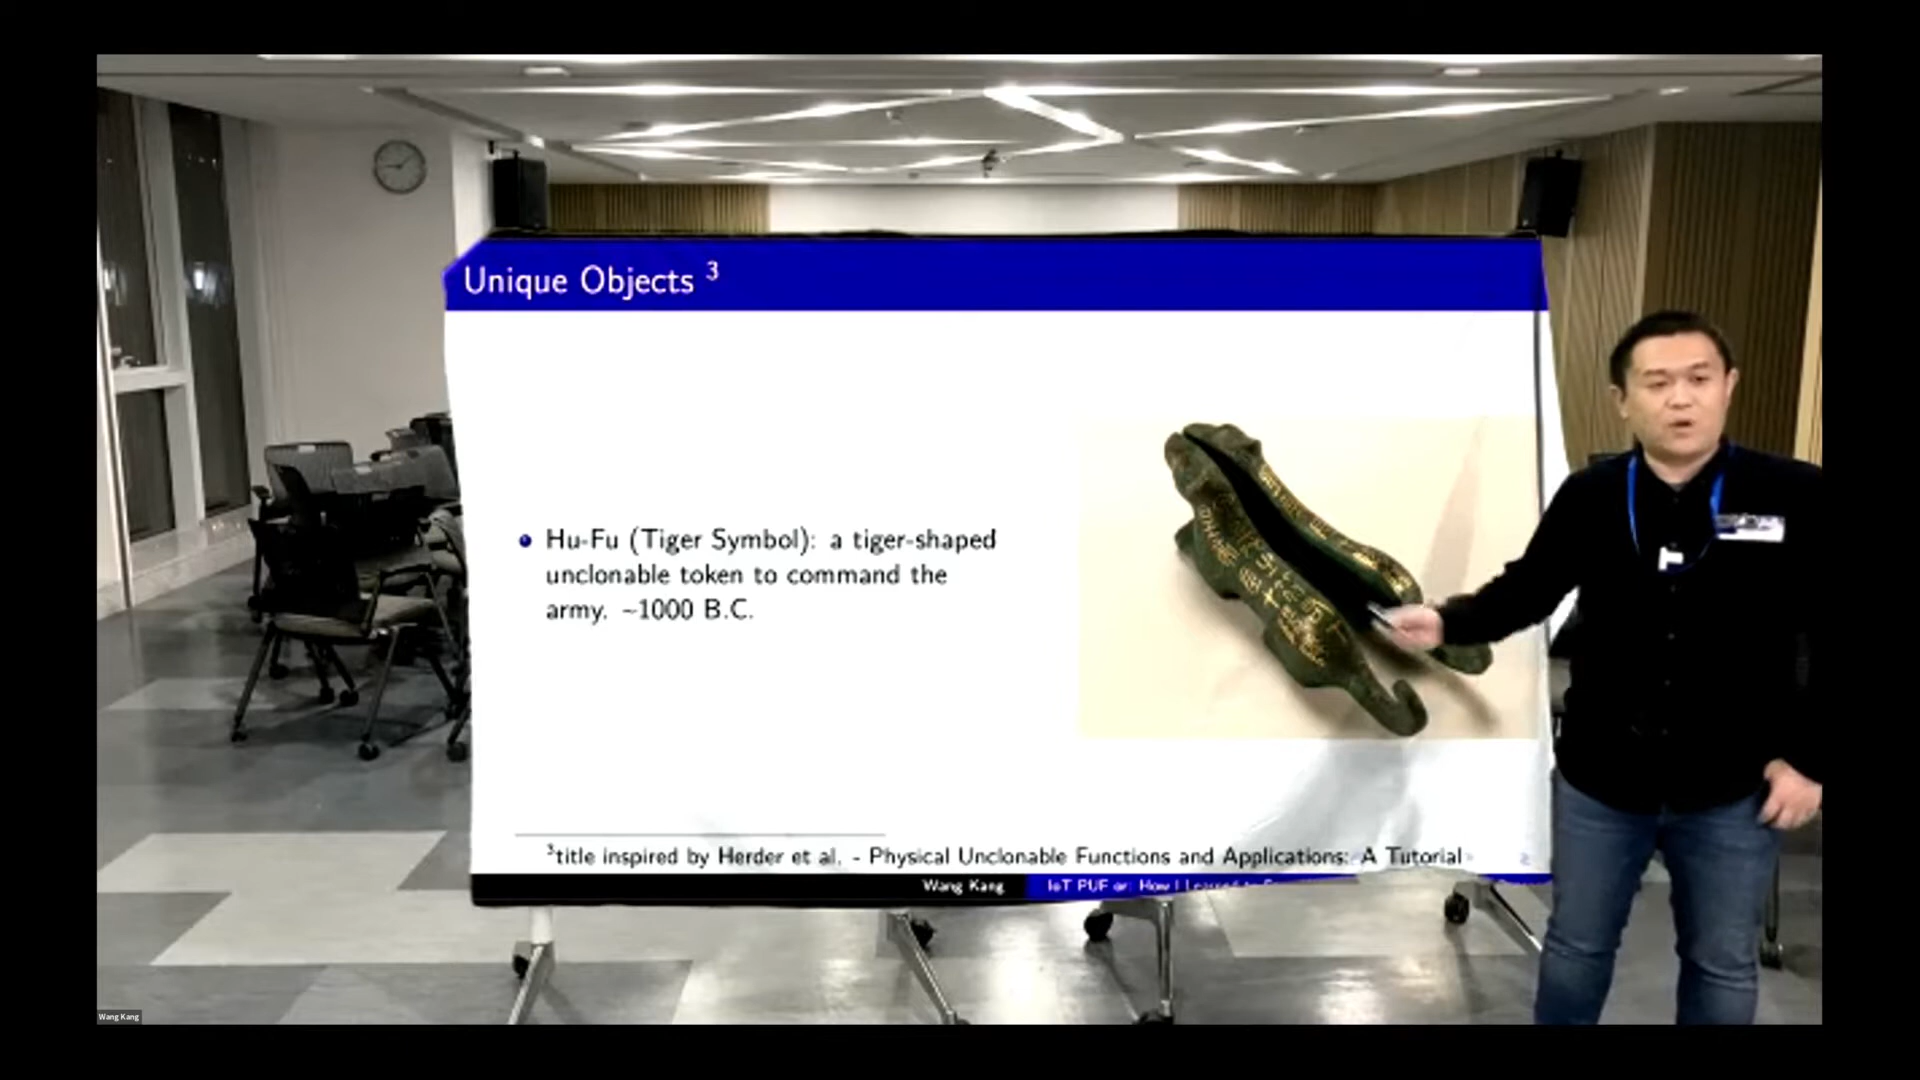 Unique Objects ³
Hu-Fu (Tiger Symbol): a tiger-shaped
unclonable token to command the
army. ~1000 B.C.
³title inspired by Herder et al. - Physical Unclonable Functions and Applications: A Tutorial
Wang Kang
IoT PUF or: How I Learned to
Wang Kang